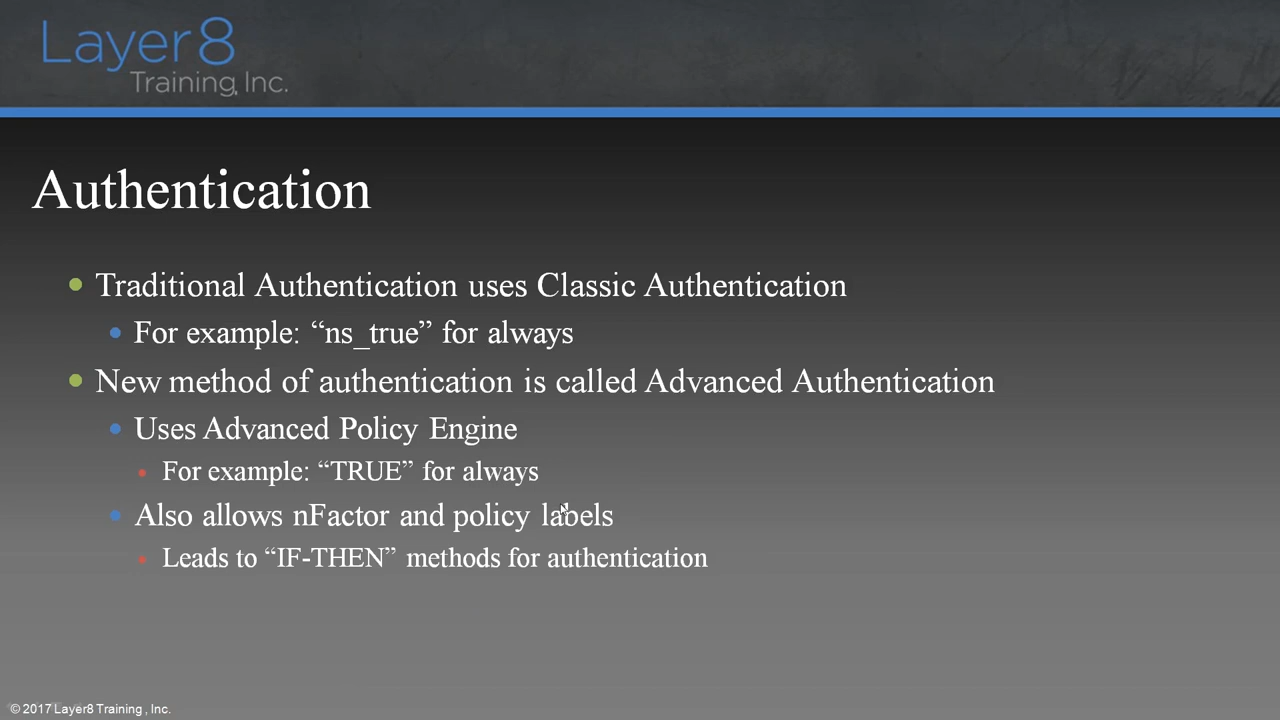 Layer8
Training, Inc.
Authentication
Traditional Authentication uses Classic Authentication
For example: “ns_true” for always
New method of authentication is called Advanced Authentication
Uses Advanced Policy Engine
For example: “TRUE” for always
Also allows nFactor and policy labels
Leads to “IF-THEN” methods for authentication
© 2017 Layer8 Training , Inc.